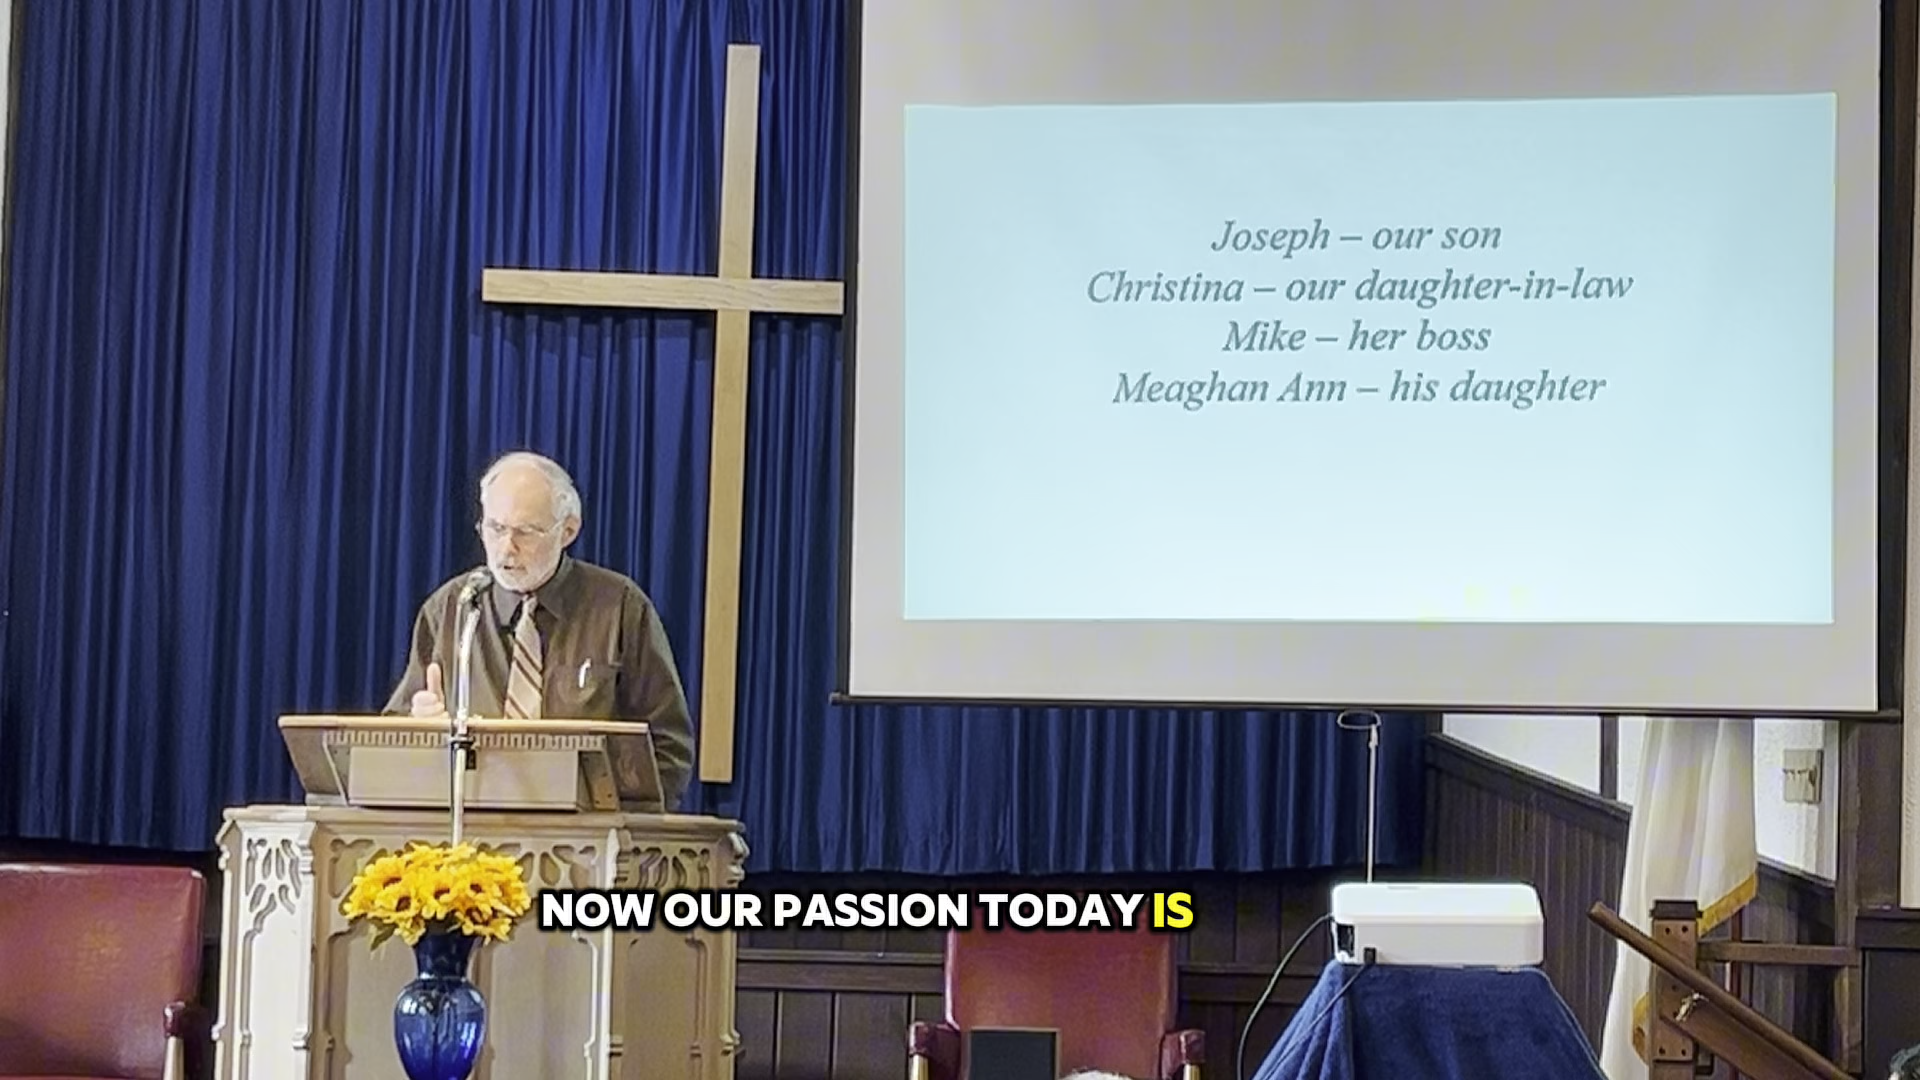 Joseph – our son
Christina – our daughter-in-law
Mike – her boss
Meaghan Ann – his daughter
NOW OUR PASSION TODAY IS